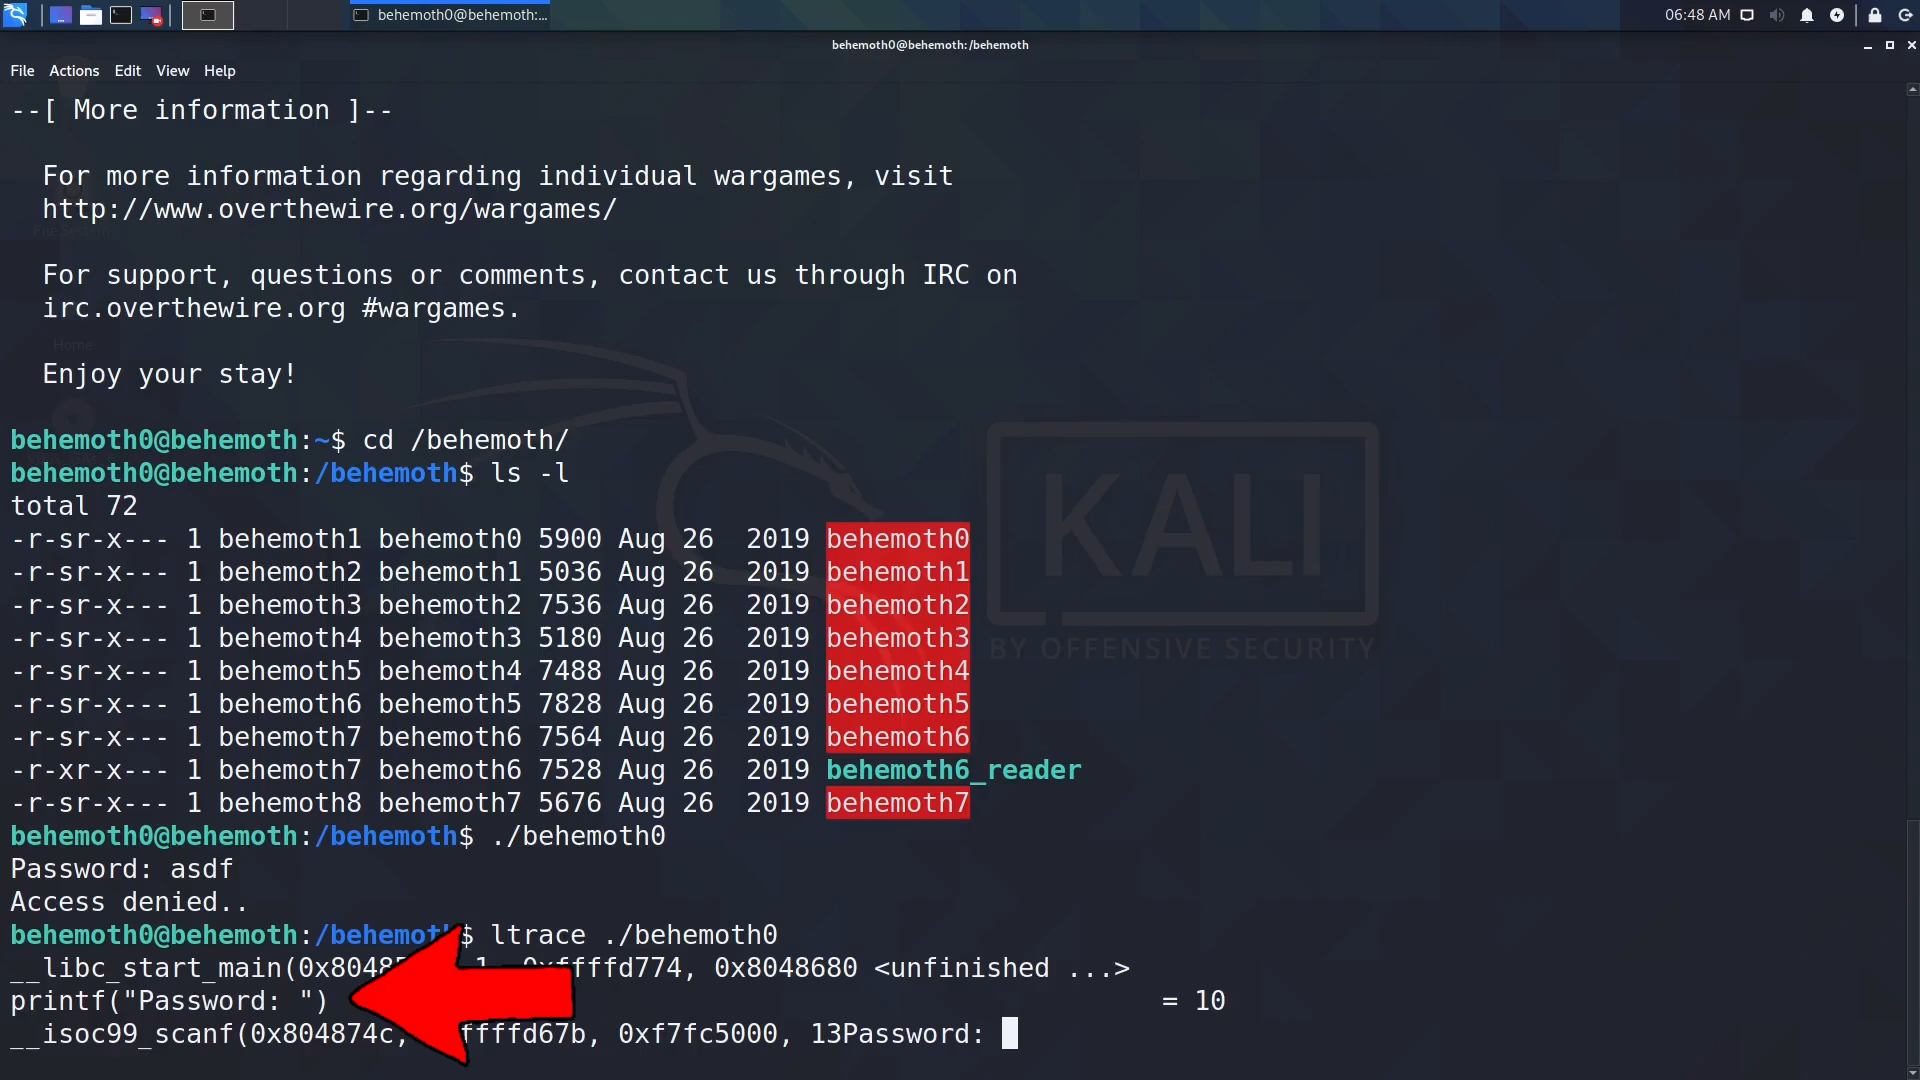 behemoth0@behemoth:...
06:48 AM
behemoth0@behemoth: /behemoth
File Actions Edit View Help
--[ More information ]--
For more information regarding individual wargames, visit
http://www.overthewire.org/wargames/
File System
For support, questions or comments, contact us through IRC on
irc.overthewire.org #wargames.
Home
Enjoy your stay!
behemoth0@behemoth:~$ cd /behemoth/
behemoth0@behemoth:/behemoth$ ls -l
total 72
-r-sr-x--- 1 behemoth1 behemoth0 5900 Aug 26  2019 behemoth0
-r-sr-x--- 1 behemoth2 behemoth1 5036 Aug 26  2019 behemoth1
-r-sr-x--- 1 behemoth3 behemoth2 7536 Aug 26  2019 behemoth2
-r-sr-x--- 1 behemoth4 behemoth3 5180 Aug 26  2019 behemoth3
-r-sr-x--- 1 behemoth5 behemoth4 7488 Aug 26  2019 behemoth4
-r-sr-x--- 1 behemoth6 behemoth5 7828 Aug 26  2019 behemoth5
-r-sr-x--- 1 behemoth7 behemoth6 7564 Aug 26  2019 behemoth6
-r-xr-x--- 1 behemoth7 behemoth6 7528 Aug 26  2019 behemoth6_reader
-r-sr-x--- 1 behemoth8 behemoth7 5676 Aug 26  2019 behemoth7
KALI
BY OFFENSIVE SECURITY
behemoth0@behemoth:/behemoth$ ./behemoth0
Password: asdf
Access denied..
behemoth0@behemoth:/behemoth$ ltrace ./behemoth0
__libc_start_main( 1, 0xffffd774, 0x8048680 <unfinished ...>
printf("Password: ") = 10
__isoc99_scanf(0x804874c, ffffd67b, 0xf7fc5000, 13Password: